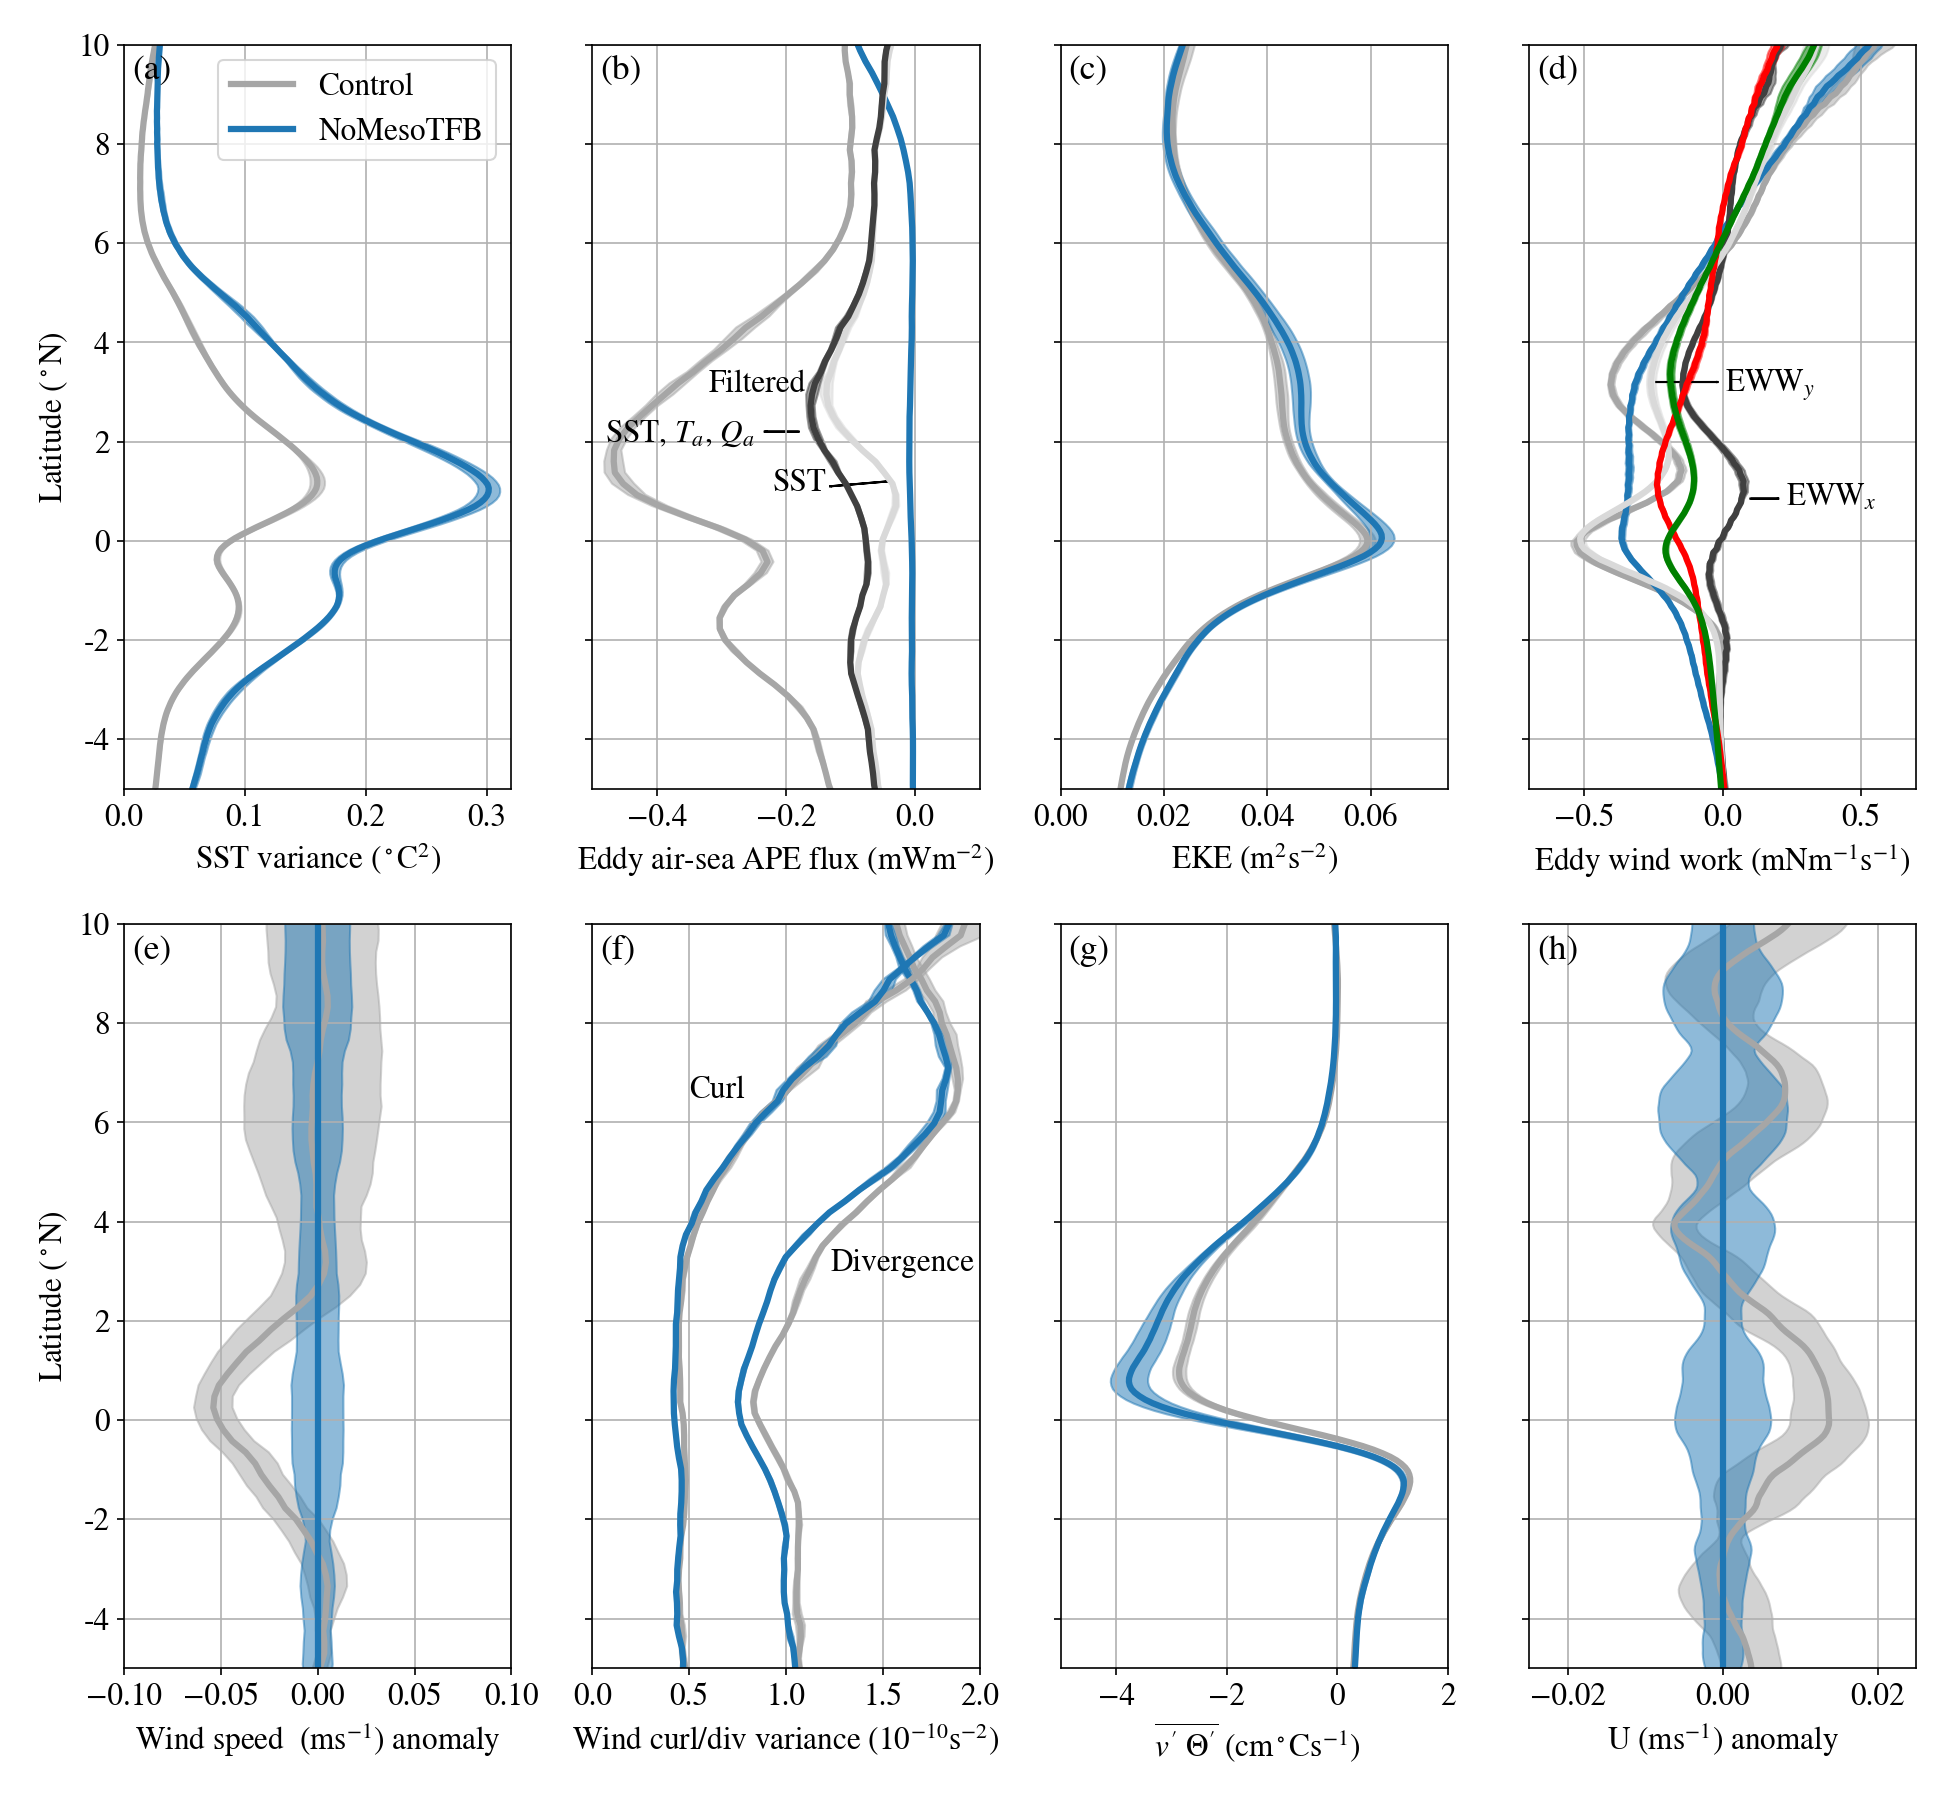 (a)
Control
NoMesoTFB
10
8
6
4
2
0
-2
-4
Latitude (°N)
0.0 0.1 0.2 0.3
SST variance (°C²)
(b)
Filtered
SST, Tₐ, Qₐ
SST
−0.4 −0.2 0.0
Eddy air-sea APE flux (mWm⁻²)
(c)
0.00 0.02 0.04 0.06
EKE (m²s⁻²)
(d)
EWW_y
EWW_x
−0.5 0.0 0.5
Eddy wind work (mNm⁻¹s⁻¹)
(e)
10
8
6
4
2
0
-2
-4
Latitude (°N)
−0.10 −0.05 0.00 0.05 0.10
Wind speed (ms⁻¹) anomaly
(f)
Curl
Divergence
0.0 0.5 1.0 1.5 2.0
Wind curl/div variance (10⁻¹⁰s⁻²)
(g)
−4 −2 0 2
v′ Θ′ (cm°Cs⁻¹)
(h)
−0.02 0.00 0.02
U (ms⁻¹) anomaly